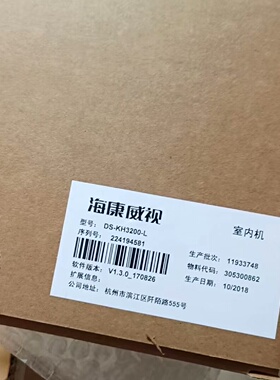 海康威视
室内机
型号： DS-KH3200-L
序列号： 224194581
生产批次： 11933748
物料代码： 305300862
生产日期： 10/2018
软件版本： V1.3.0_170826
扩展信息：
公司地址： 杭州市滨江区阡陌路555号